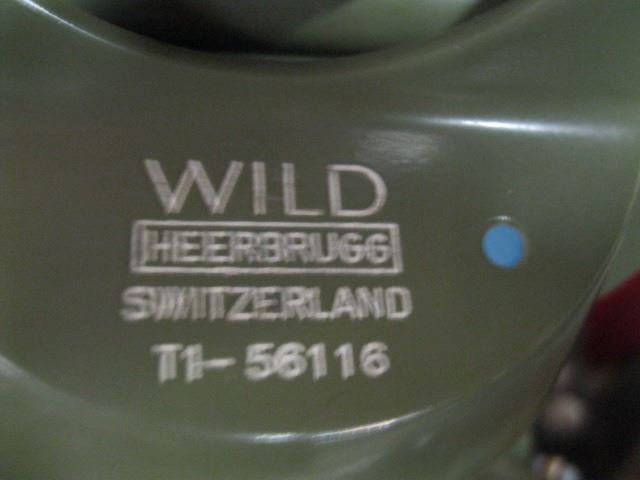 WILD
HEERBRUGG
SWITZERLAND
T1-56116